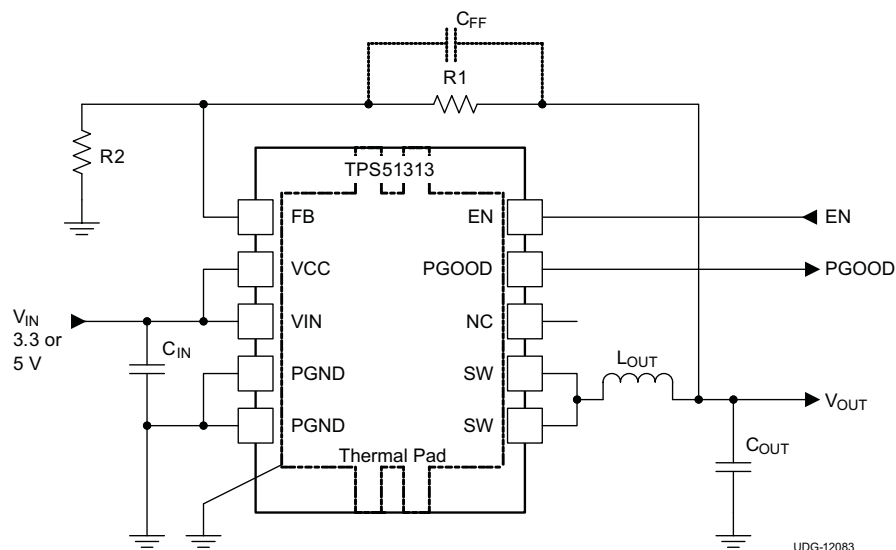 CFF
R1
R2
TPS51313
FB
EN
EN
VCC
PGOOD
PGOOD
VIN
3.3 or
5 V
CIN
VIN
NC
PGND
SW
LOUT
VOUT
PGND
SW
COUT
Thermal Pad
UDG-12083